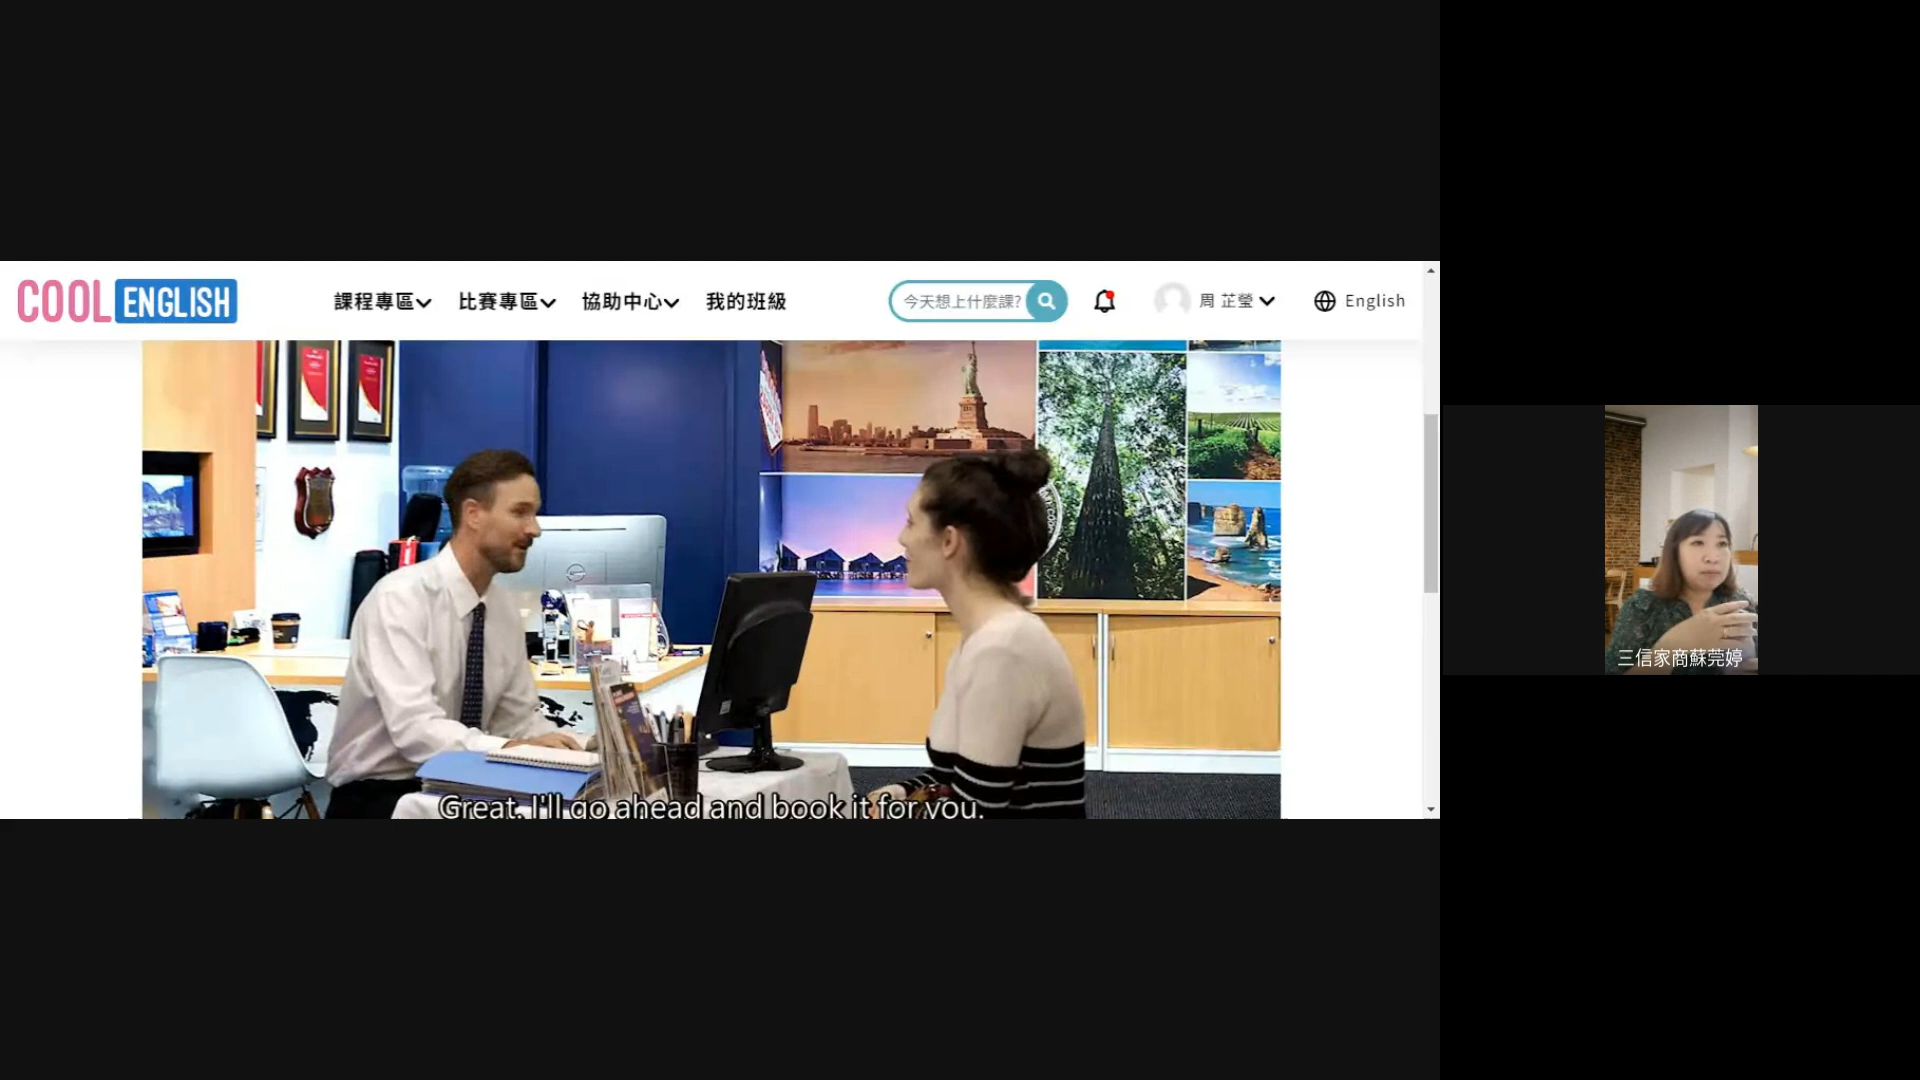 COOL ENGLISH
課程專區
比賽專區
協助中心
我的班級
今天想上什麼課?
周 芷瑩
English
Great. I'll go ahead and book it for you.
三信家商蘇莞婷